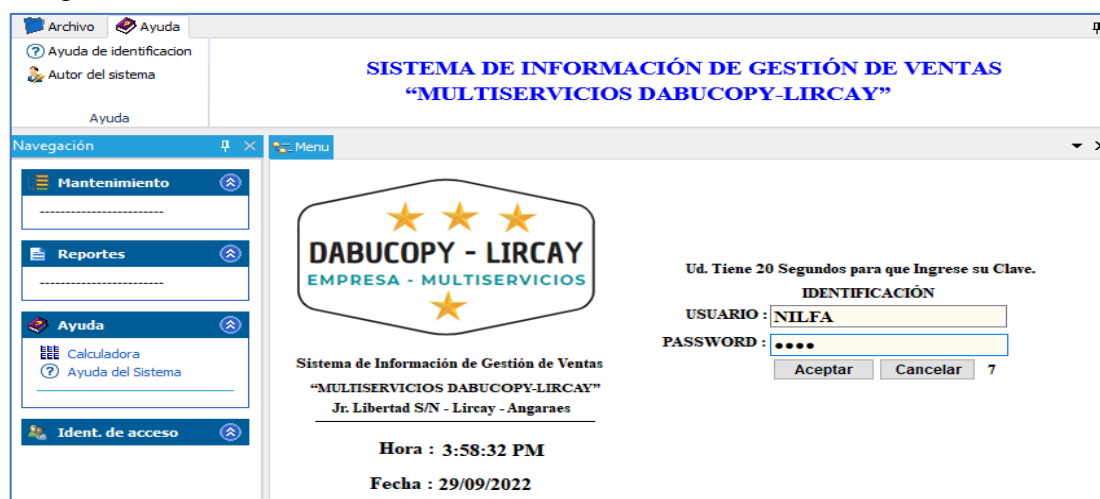 Archivo
Ayuda
Ayuda de identificacion
Autor del sistema
Ayuda
SISTEMA DE INFORMACIÓN DE GESTIÓN DE VENTAS
“MULTISERVICIOS DABUCOPY-LIRCAY”
Navegación
Menu
Mantenimiento
------------------------
Reportes
------------------------
Ayuda
Calculadora
Ayuda del Sistema
Ident. de acceso
DABUCOPY - LIRCAY
EMPRESA - MULTISERVICIOS
Sistema de Información de Gestión de Ventas
“MULTISERVICIOS DABUCOPY-LIRCAY”
Jr. Libertad S/N - Lircay - Angaraes
Hora : 3:58:32 PM
Fecha : 29/09/2022
Ud. Tiene 20 Segundos para que Ingrese su Clave.
IDENTIFICACIÓN
USUARIO : NILFA
PASSWORD : ●●●●
Aceptar Cancelar 7